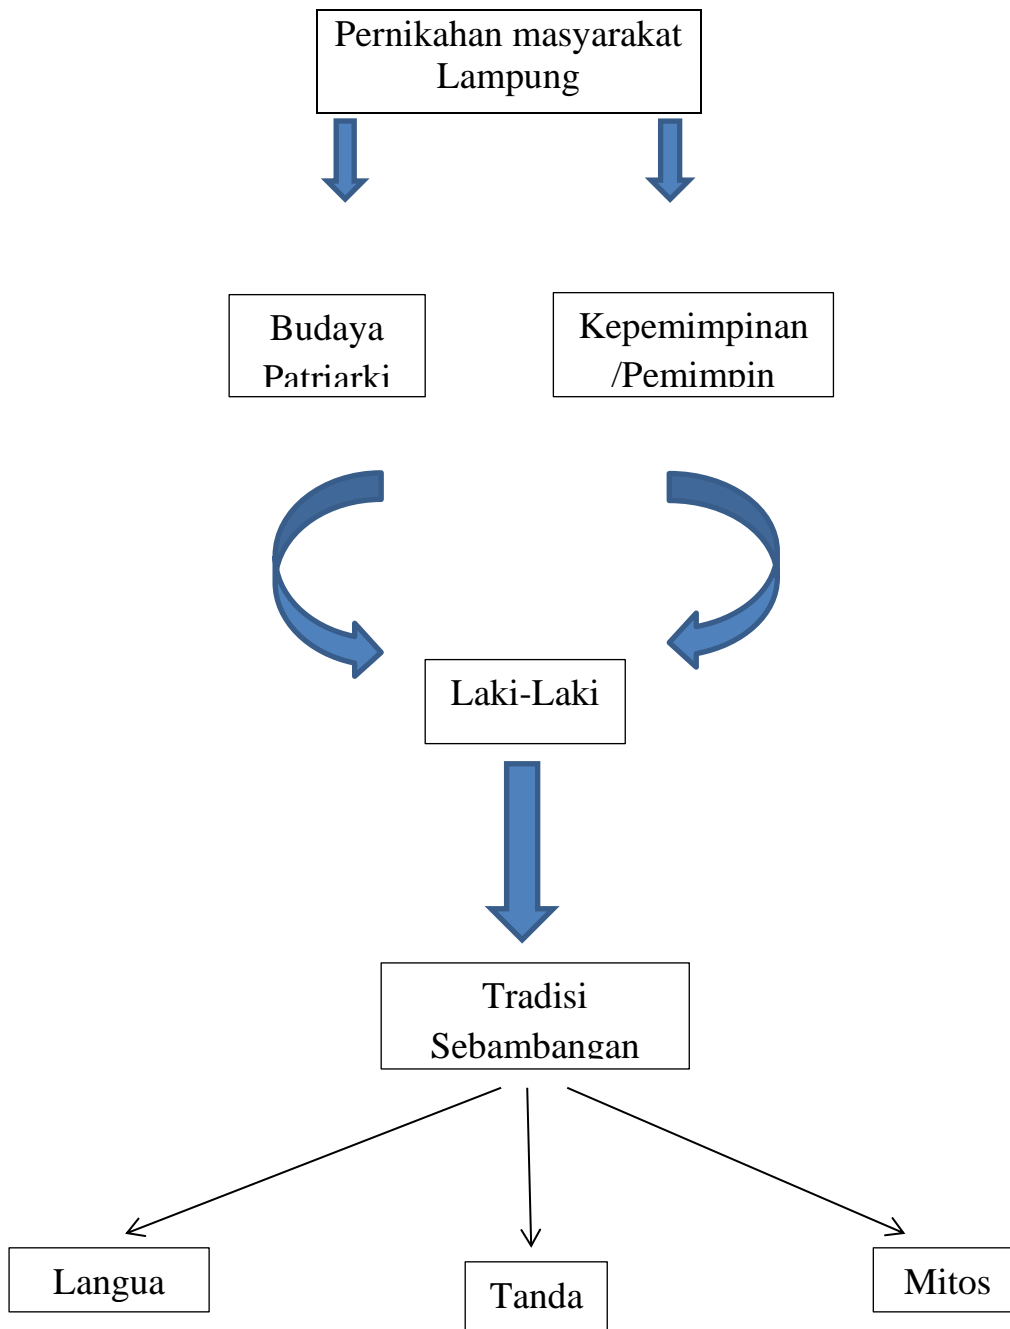 Pernikahan masyarakat
Lampung
Budaya
Patriarki
Kepemimpinan
/Pemimpin
Laki-Laki
Tradisi
Sebambangan
Langua
Tanda
Mitos